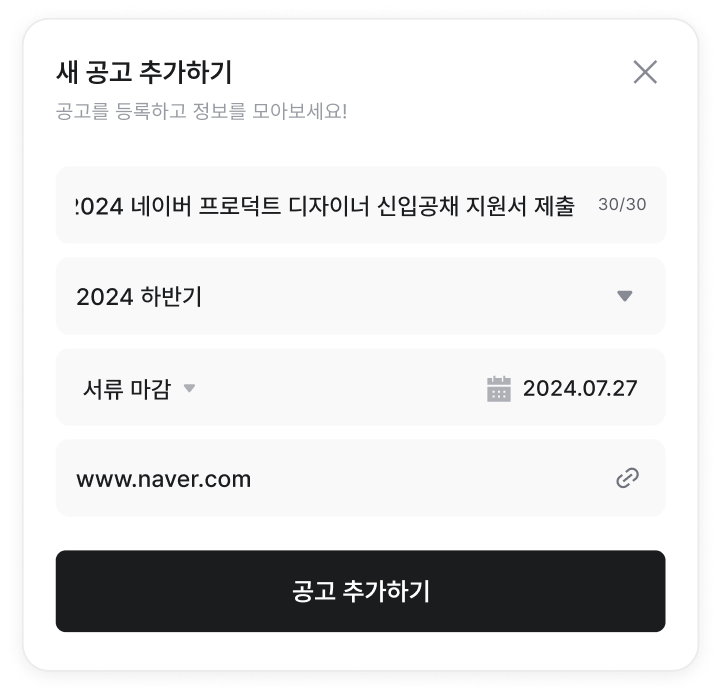 새 공고 추가하기
공고를 등록하고 정보를 모아보세요!
2024 네이버 프로덕트 디자이너 신입공채 지원서 제출 30/30
2024 하반기
서류 마감 2024.07.27
www.naver.com
공고 추가하기